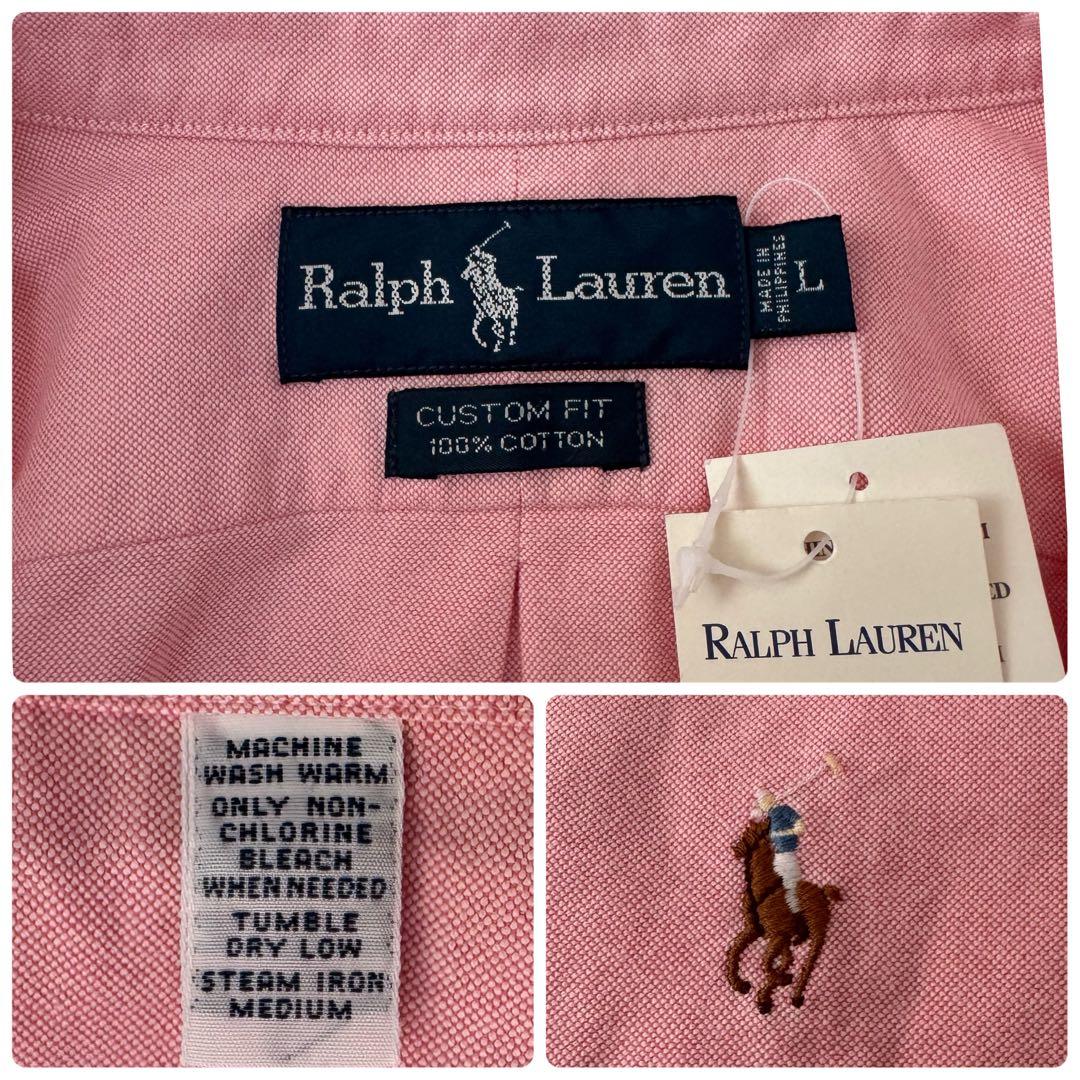 Ralph Lauren
MADE IN
PHILIPPINES
L
CUSTOM FIT
100% COTTON
RALPH LAUREN
MACHINE
WASH WARM
ONLY NON-
CHLORINE
BLEACH
WHEN NEEDED
TUMBLE
DRY LOW
STEAM IRON
MEDIUM